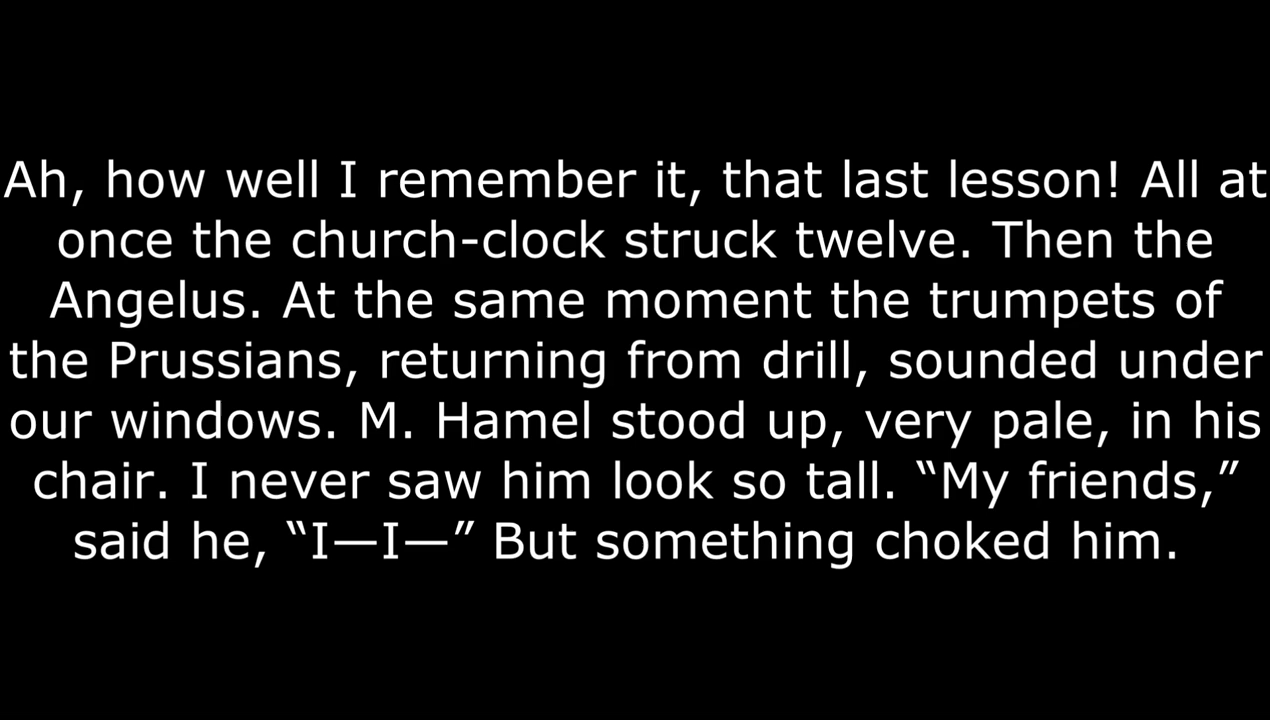 Ah, how well I remember it, that last lesson! All at
once the church-clock struck twelve. Then the
Angelus. At the same moment the trumpets of
the Prussians, returning from drill, sounded under
our windows. M. Hamel stood up, very pale, in his
chair. I never saw him look so tall. “My friends,”
said he, “I—I—” But something choked him.